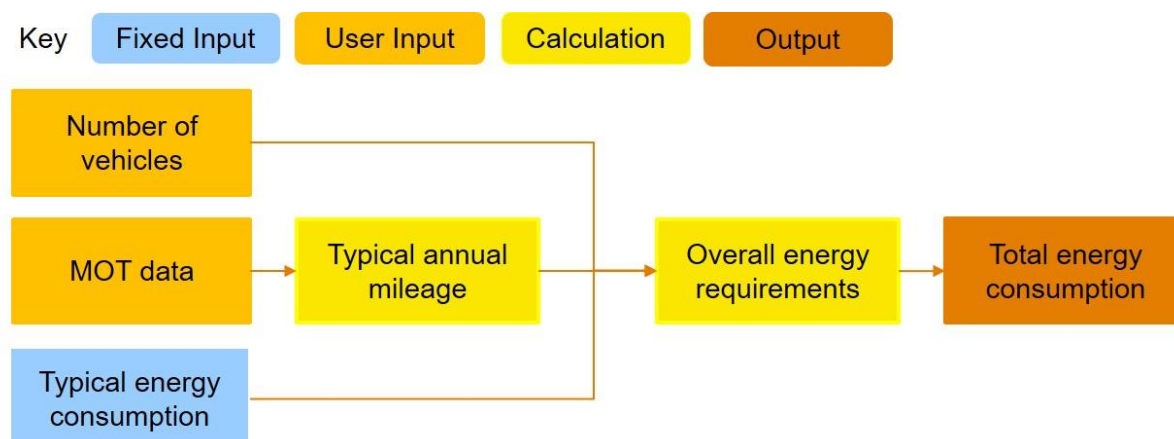 Key Fixed Input User Input Calculation Output
Number of
vehicles
MOT data
Typical annual
mileage
Overall energy
requirements
Total energy
consumption
Typical energy
consumption